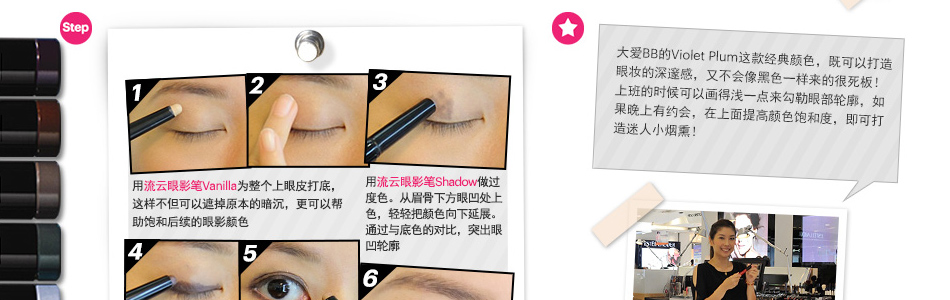 Step
1
2
3
用流云眼影笔Vanilla为整个上眼皮打底，
这样不但可以遮掉原本的暗沉，更可以帮
助饱和后续的眼影颜色
用流云眼影笔Shadow做过
度色。从眉骨下方眼凹处上
色，轻轻把颜色向下延展。
通过与底色的对比，突出眼
凹轮廓
4
5
6
大爱BB的Violet Plum这款经典颜色，既可以打造
眼妆的深邃感，又不会像黑色一样来的很死板！
上班的时候可以画得浅一点来勾勒眼部轮廓，如
果晚上有约会，在上面提高颜色饱和度，即可打
造迷人小烟熏！